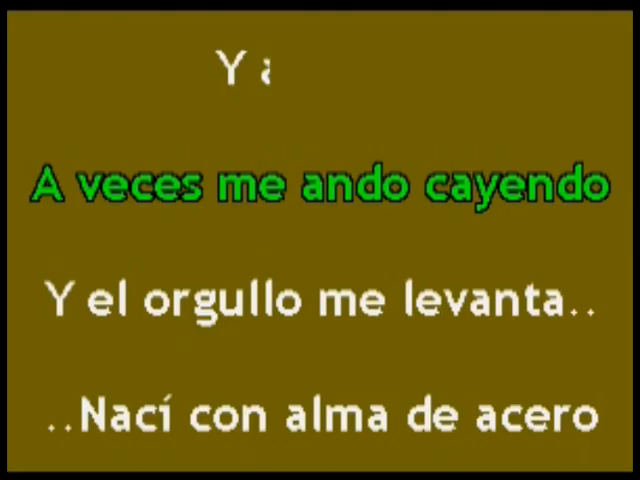 Y
A veces me ando cayendo
Y el orgullo me levanta..
..Nací con alma de acero